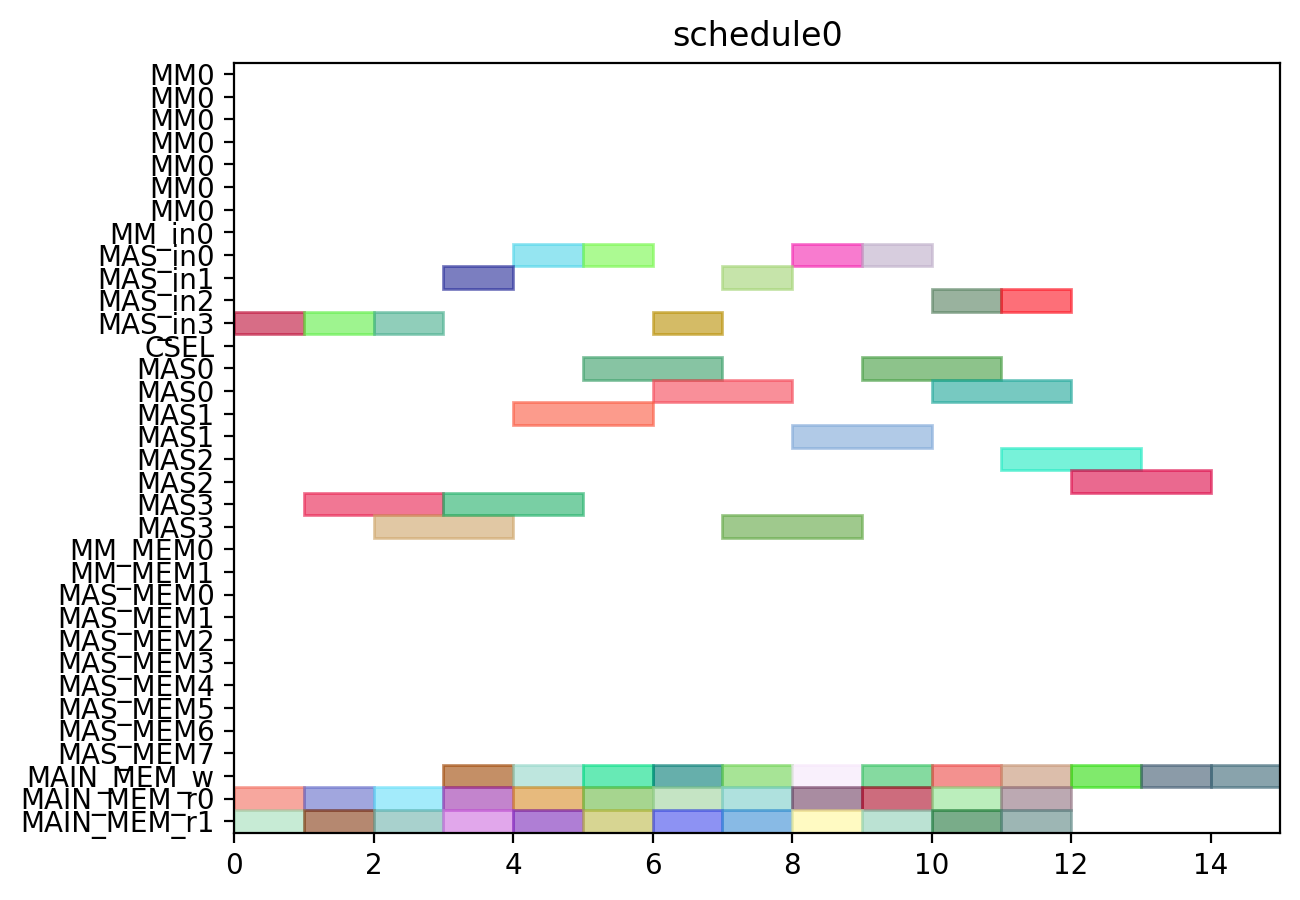 schedule0
MM0
MM0
MM0
MM0
MM0
MM0
MM0
MM_in0
MAS_in0
MAS_in1
MAS_in2
MAS_in3
CSEL
MAS0
MAS0
MAS1
MAS1
MAS2
MAS2
MAS3
MAS3
MM_MEM0
MM_MEM1
MAS_MEM0
MAS_MEM1
MAS_MEM2
MAS_MEM3
MAS_MEM4
MAS_MEM5
MAS_MEM6
MAS_MEM7
MAIN_MEM_w
MAIN_MEM_r0
MAIN_MEM_r1
0 2 4 6 8 10 12 14